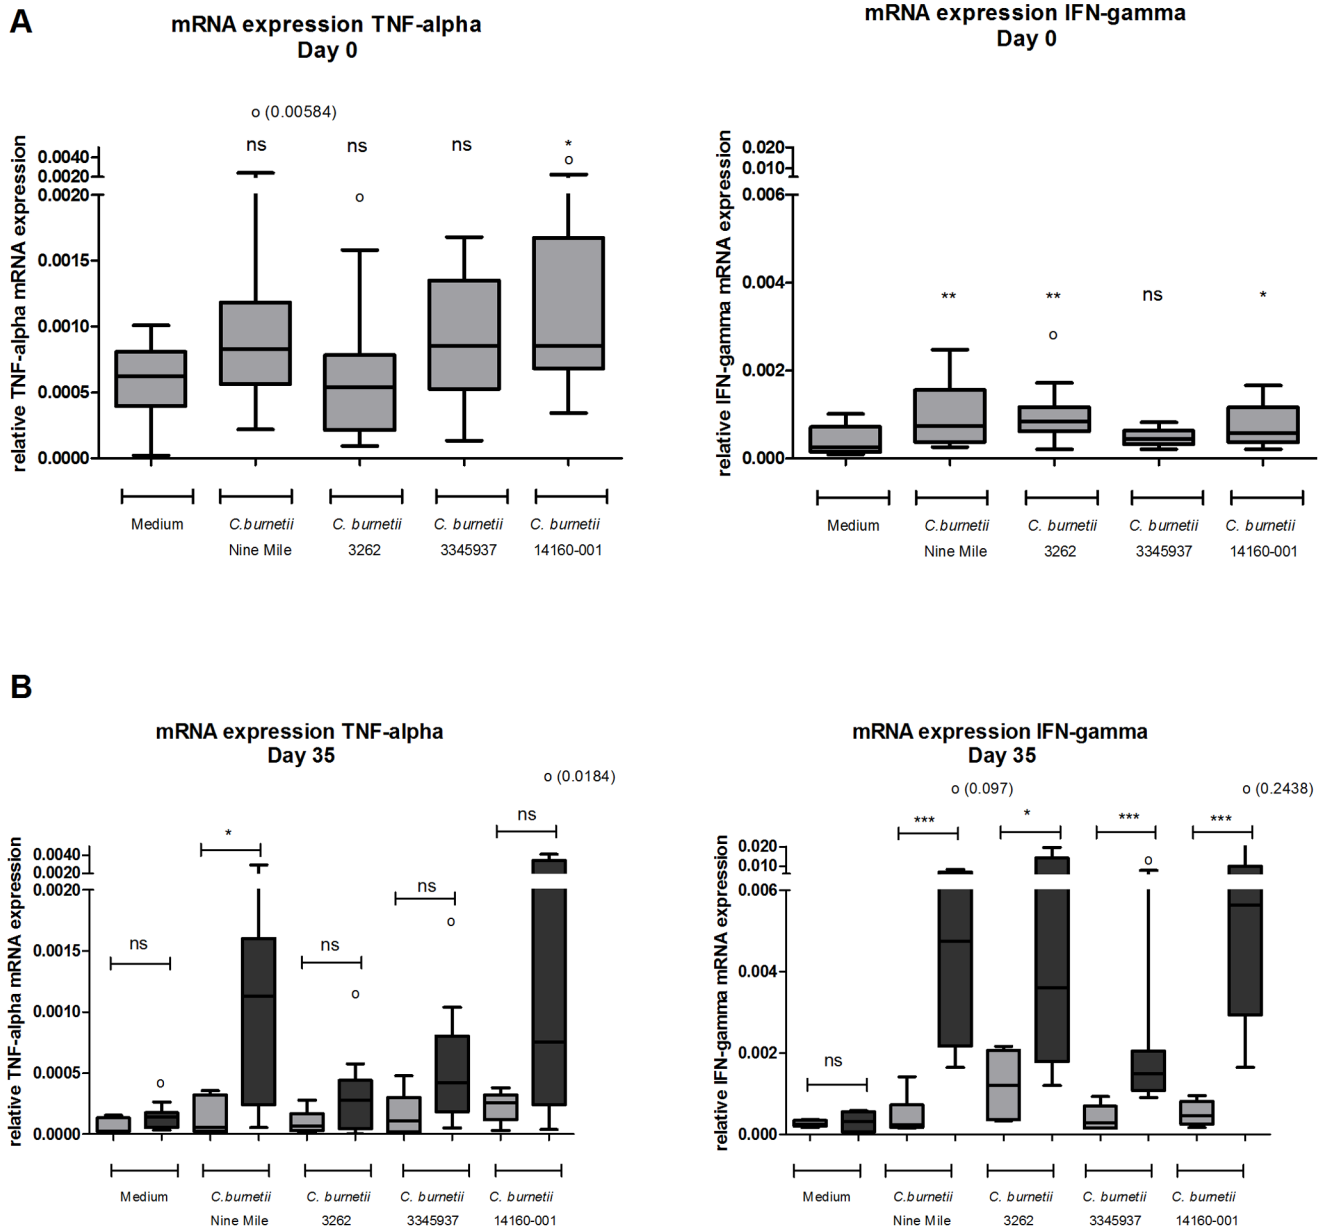 A
mRNA expression TNF-alpha
Day 0
o (0.00584)
ns
ns
ns
*
o
o
relative TNF-alpha mRNA expression
0.0040
0.0020
0.0020
0.0015
0.0010
0.0005
0.0000
Medium
C.burnetii
Nine Mile
C. burnetii
3262
C. burnetii
3345937
C. burnetii
14160-001
mRNA expression IFN-gamma
Day 0
relative IFN-gamma mRNA expression
0.020
0.010
0.006
0.004
0.002
0.000
**
**
ns
*
o
Medium
C.burnetii
Nine Mile
C. burnetii
3262
C. burnetii
3345937
C. burnetii
14160-001
B
mRNA expression TNF-alpha
Day 35
o (0.0184)
relative TNF-alpha mRNA expression
0.0040
0.0020
0.0020
0.0015
0.0010
0.0005
0.0000
ns
*
ns
ns
ns
o
o
o
Medium
C.burnetii
Nine Mile
C. burnetii
3262
C. burnetii
3345937
C. burnetii
14160-001
mRNA expression IFN-gamma
Day 35
o (0.097)
o (0.2438)
relative IFN-gamma mRNA expression
0.020
0.010
0.006
0.004
0.002
0.000
ns
***
*
***
***
o
Medium
C.burnetii
Nine Mile
C. burnetii
3262
C. burnetii
3345937
C. burnetii
14160-001